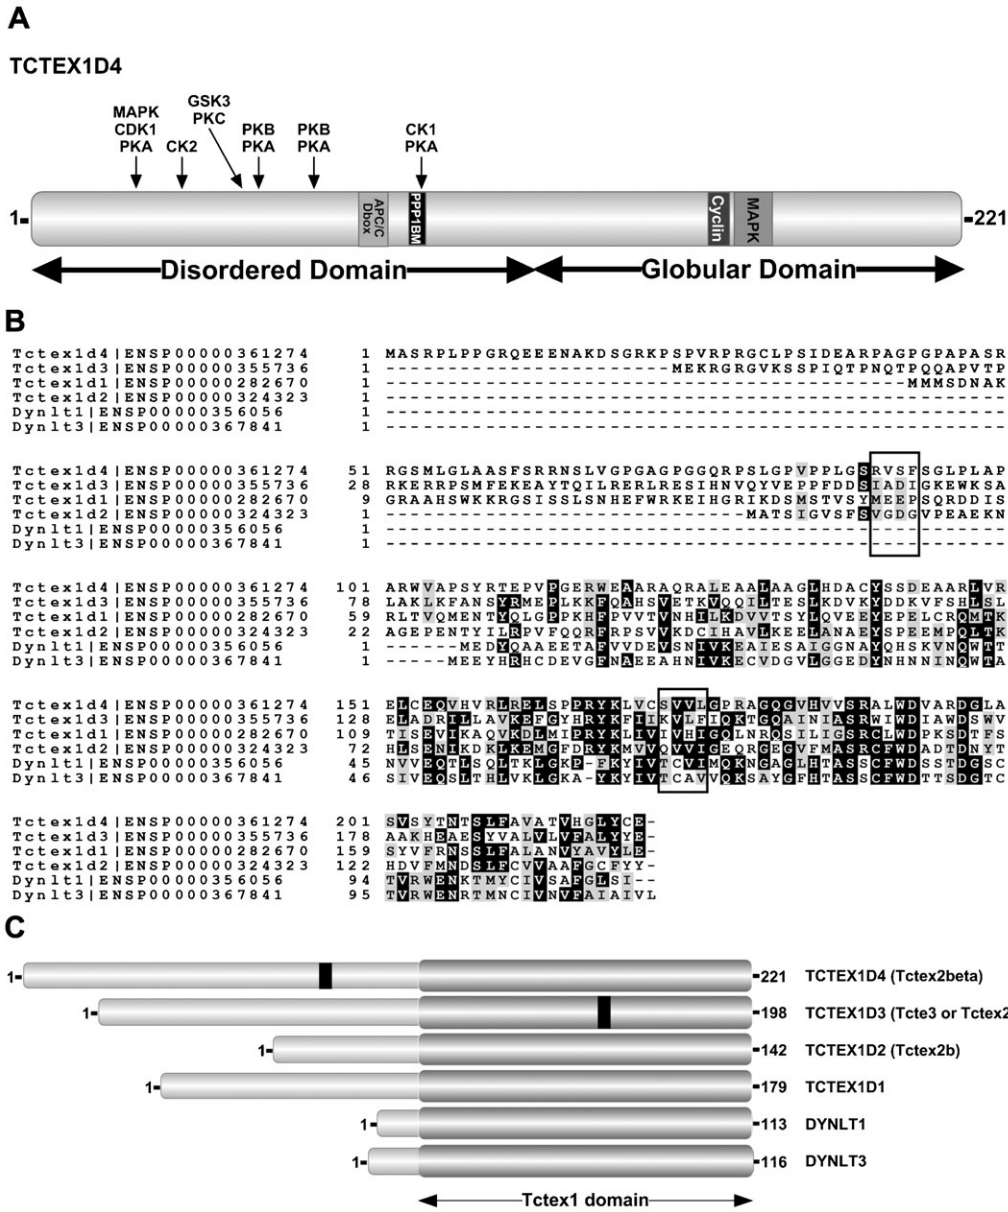 A
TCTEX1D4
MAPK
CDK1
PKA
CK2
GSK3
PKC
PKB
PKA
PKB
PKA
CK1
PKA
1
APC/C
Dbox
PPP1BM
Cyclin
MAPK
221
Disordered Domain
Globular Domain
B
Tctex1d4|ENSP00000361274 1 MASRPLPPGRQEEENAKDSGRKPSPVRPRGCLPSIDEARPAGPGPAPASR
Tctex1d3|ENSP00000355736 1 -----------------------MEKRGRGVKSSPIQTPNQTPQQAPVTP
Tctex1d1|ENSP00000282670 1 ------------------------------------------MMMSDNAK
Tctex1d2|ENSP00000324323 1 --------------------------------------------------
Dynlt1|ENSP00000356056 1 --------------------------------------------------
Dynlt3|ENSP00000367841 1 --------------------------------------------------
Tctex1d4|ENSP00000361274 51 RGSMLGLAASFSRRNSLVGPGAGPGGQRPSLGPVPPLGSRVSFSGLPLAP
Tctex1d3|ENSP00000355736 28 RKERRPSMFEKEAYTQILRERLRESIHNVQYVEPPFDDSIADIGKEWKSA
Tctex1d1|ENSP00000282670 9 GRAAHSWKKRGSISSLSNHEFWRKEIHGRIKDSMSTVSYMEEPSQRDDIS
Tctex1d2|ENSP00000324323 1 -----------------------------MATSIGVSFSVGDGVPEAEKN
Dynlt1|ENSP00000356056 1 --------------------------------------------------
Dynlt3|ENSP00000367841 1 --------------------------------------------------
Tctex1d4|ENSP00000361274 101 ARWVAPSYRTEPVPGERWEAARAQRALEAALAAGLHDACYSSDEAARLVR
Tctex1d3|ENSP00000355736 78 LAKLKFANSYRMEPLKKFQAHSVETKVQQILTESLKDVKYDDKVFSHLSL
Tctex1d1|ENSP00000282670 59 RLTVQMENTYQLGPPKHFPVVTVNHILKDVVTSYLQVEEYEPELCRQMTK
Tctex1d2|ENSP00000324323 22 AGEPENTYILRPVFQQRFRPSVVKDCIHAVLKEELANAEYSPEEMPQLTK
Dynlt1|ENSP00000356056 1 ------MEDYQAAEETAFVVDEVSNIVKEAIESAIGGNAYQHSKVNQWTT
Dynlt3|ENSP00000367841 1 -----MEEYHRHCDEVGFNAEEAHNIVKECVDGVLGGEDYNHNNINQWTA
Tctex1d4|ENSP00000361274 151 ELCEQVHVRLRELSPPRYKLVCSVVLGPRAGQGVHVVSRALWDVARDGLA
Tctex1d3|ENSP00000355736 128 ELADRILLAVKEFGYHRYKFIIKVLFIQKTGQAINIASRWIWDIAWDSWV
Tctex1d1|ENSP00000282670 109 TISEVIKAQVKDLMIPRYKLIVIVHIGQLNRQSILIGSRCLWDPKSDTFS
Tctex1d2|ENSP00000324323 72 HLSENIKDKLKEMGFDRYKMVVQVVIGEQRGEGVFMASRCFWDADTDNYT
Dynlt1|ENSP00000356056 45 NVVEQTLSQLTKLGKP-FKYIVTCVIMQKNGAGLHTASSCFWDSSTDGSC
Dynlt3|ENSP00000367841 46 SIVEQSLTHLVKLGKA-YKYIVTCAVVQKSAYGFHTASSCFWDTTSDGTC
Tctex1d4|ENSP00000361274 201 SVSYTNTSLFAVATVHGLYCE-
Tctex1d3|ENSP00000355736 178 AAKHEAESYVALVLVFALYYE-
Tctex1d1|ENSP00000282670 159 SYVFRNSSLFALANVYAVYLE-
Tctex1d2|ENSP00000324323 122 HDVFMNDSLFCVVAAFGCFYY-
Dynlt1|ENSP00000356056 94 TVRWENKTMYCIVSAFGLSI--
Dynlt3|ENSP00000367841 95 TVRWENRTMNCIVNVFAIAIVL
C
1 221 TCTEX1D4 (Tctex2beta)
1 198 TCTEX1D3 (Tcte3 or Tctex2
1 142 TCTEX1D2 (Tctex2b)
1 179 TCTEX1D1
1 113 DYNLT1
1 116 DYNLT3
Tctex1 domain